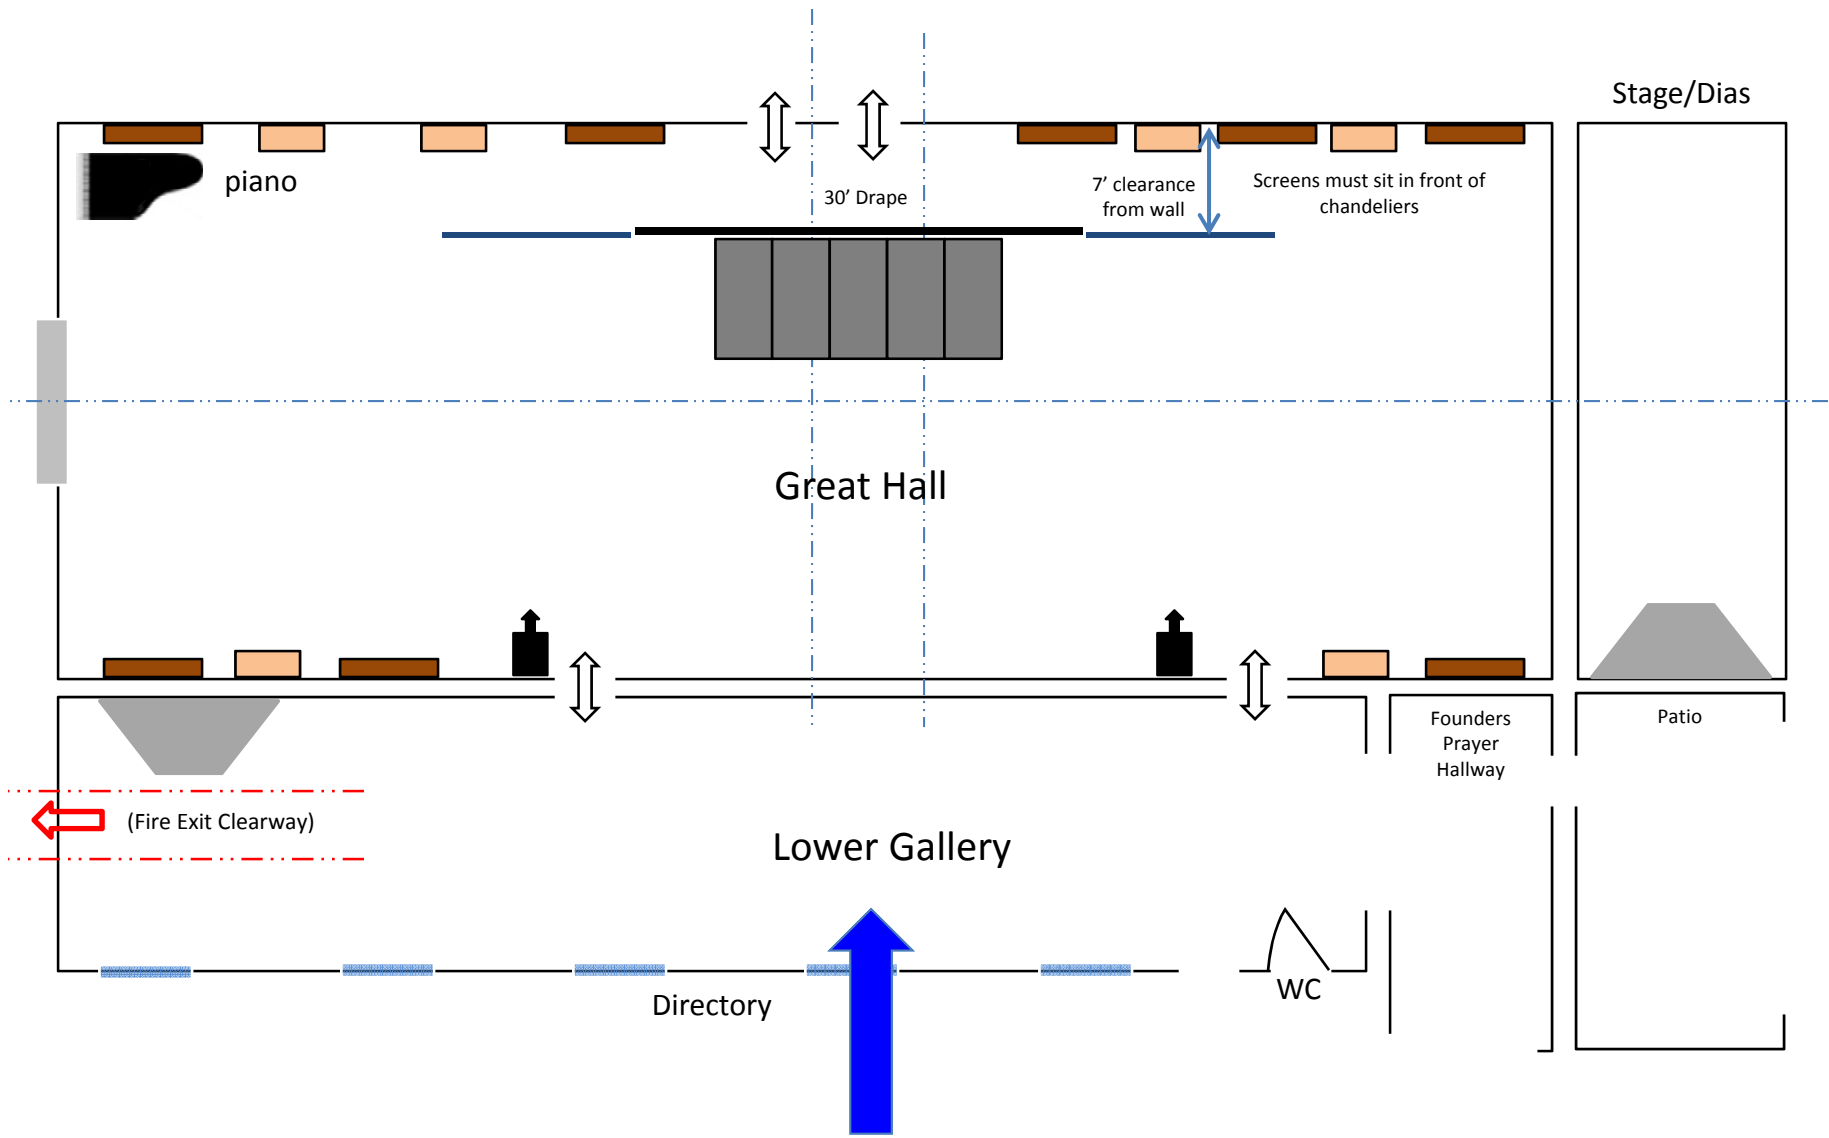 Stage/Dias
piano
30’ Drape
7’ clearance
from wall
Screens must sit in front of
chandeliers
Great Hall
Founders
Prayer
Hallway
Patio
(Fire Exit Clearway)
Lower Gallery
Directory
WC